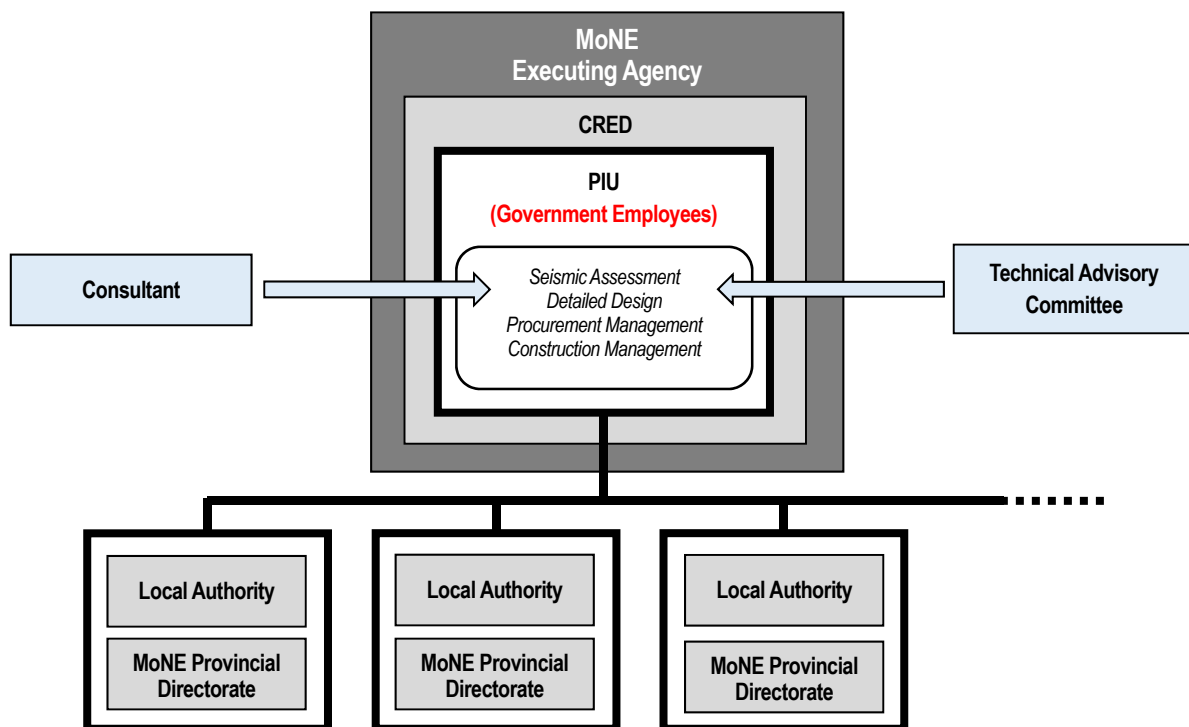 MoNE
Executing Agency
CRED
PIU
(Government Employees)
Consultant
Seismic Assessment
Detailed Design
Procurement Management
Construction Management
Technical Advisory
Committee
Local Authority
MoNE Provincial
Directorate
Local Authority
MoNE Provincial
Directorate
Local Authority
MoNE Provincial
Directorate